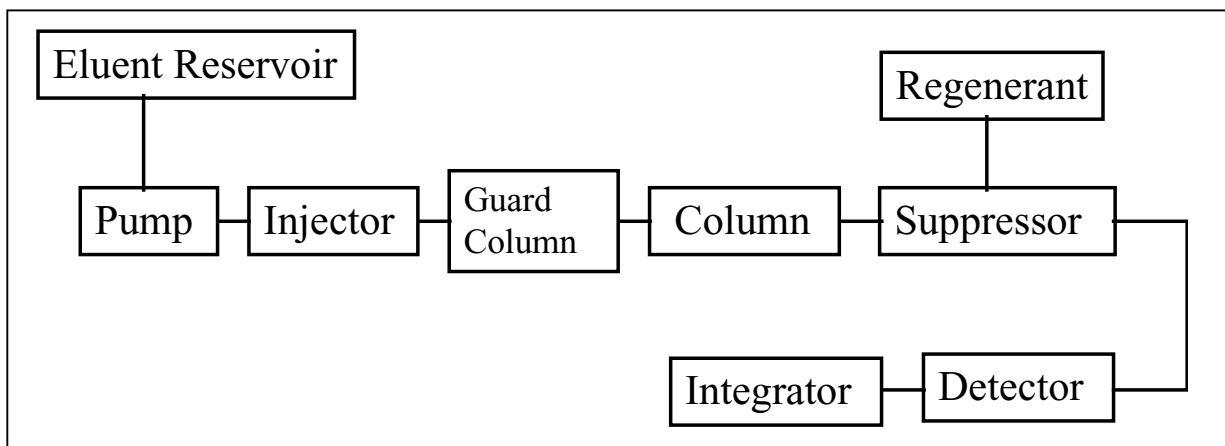 Eluent Reservoir
Regenerant
Pump
Injector
Guard
Column
Column
Suppressor
Integrator
Detector